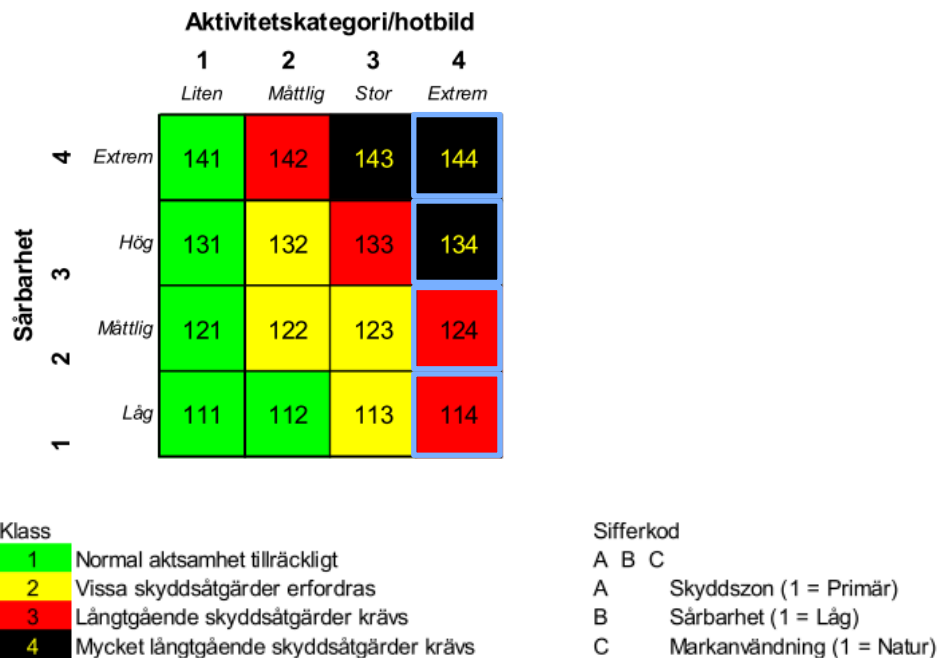 Aktivitetskategori/hotbild
1 2 3 4
Liten Måttlig Stor Extrem
Sårbarhet
4 Extrem 141 142 143 144
3 Hög 131 132 133 134
2 Måttlig 121 122 123 124
1 Låg 111 112 113 114
Klass
1 Normal aktsamhet tillräckligt
2 Vissa skyddsåtgärder erfordras
3 Långtgående skyddsåtgärder krävs
4 Mycket långtgående skyddsåtgärder krävs
Sifferkod
A B C
A Skyddszon (1 = Primär)
B Sårbarhet (1 = Låg)
C Markanvändning (1 = Natur)